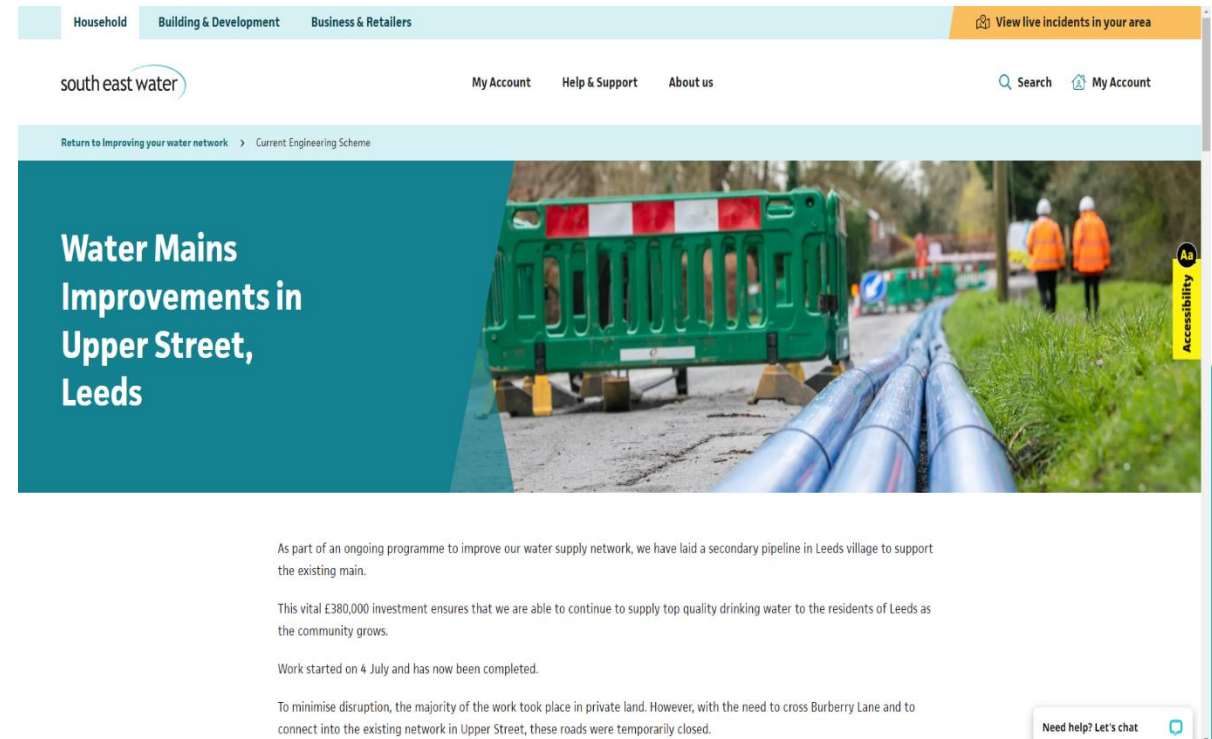 Household Building & Development Business & Retailers View live incidents in your area
south east water My Account Help & Support About us Search My Account
Return to Improving your water network > Current Engineering Scheme
Water Mains
Improvements in
Upper Street,
Leeds
Aa
Accessibility
As part of an ongoing programme to improve our water supply network, we have laid a secondary pipeline in Leeds village to support
the existing main.
This vital £380,000 investment ensures that we are able to continue to supply top quality drinking water to the residents of Leeds as
the community grows.
Work started on 4 July and has now been completed.
To minimise disruption, the majority of the work took place in private land. However, with the need to cross Burberry Lane and to
connect into the existing network in Upper Street, these roads were temporarily closed.
Need help? Let's chat